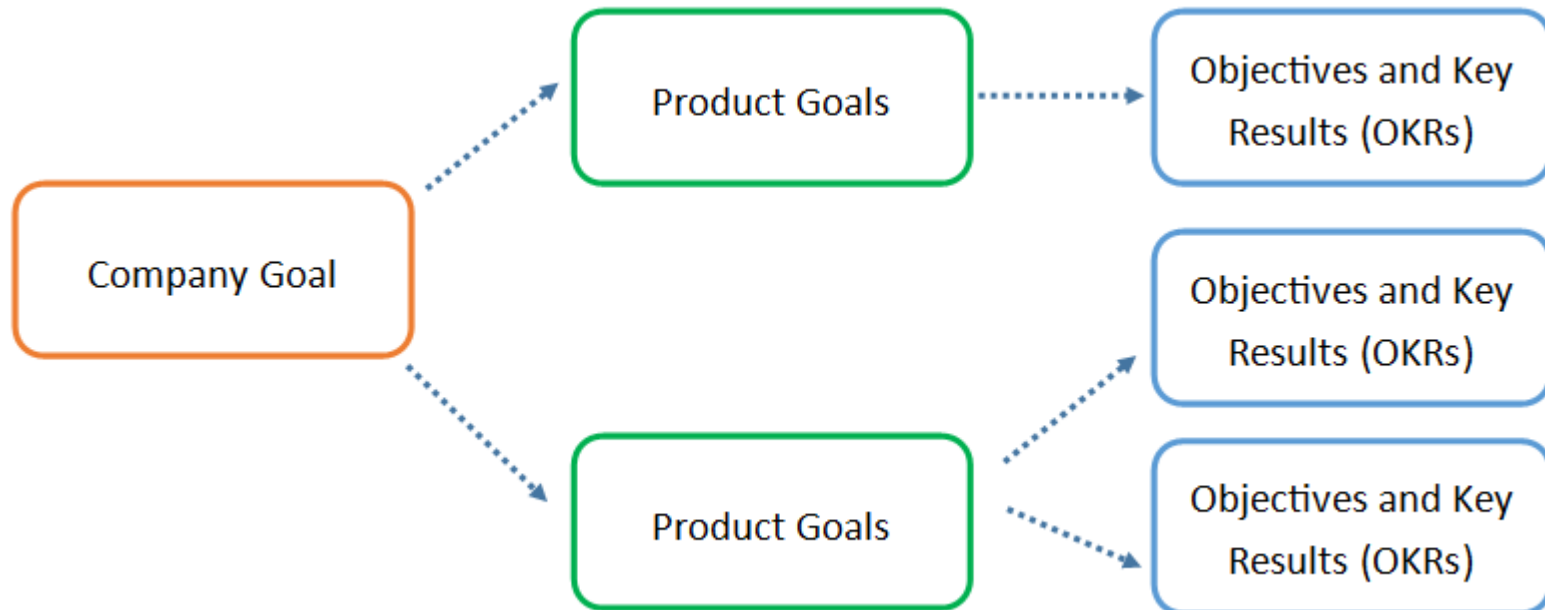 Product Goals
Objectives and Key
Results (OKRs)
Company Goal
Objectives and Key
Results (OKRs)
Product Goals
Objectives and Key
Results (OKRs)